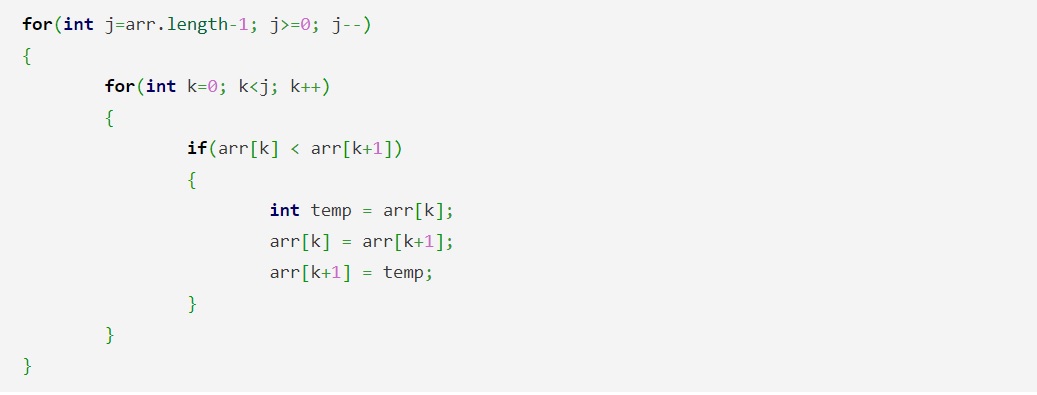 for(int j=arr.length-1; j>=0; j--)
{
for(int k=0; k<j; k++)
{
if(arr[k] < arr[k+1])
{
int temp = arr[k];
arr[k] = arr[k+1];
arr[k+1] = temp;
}
}
}